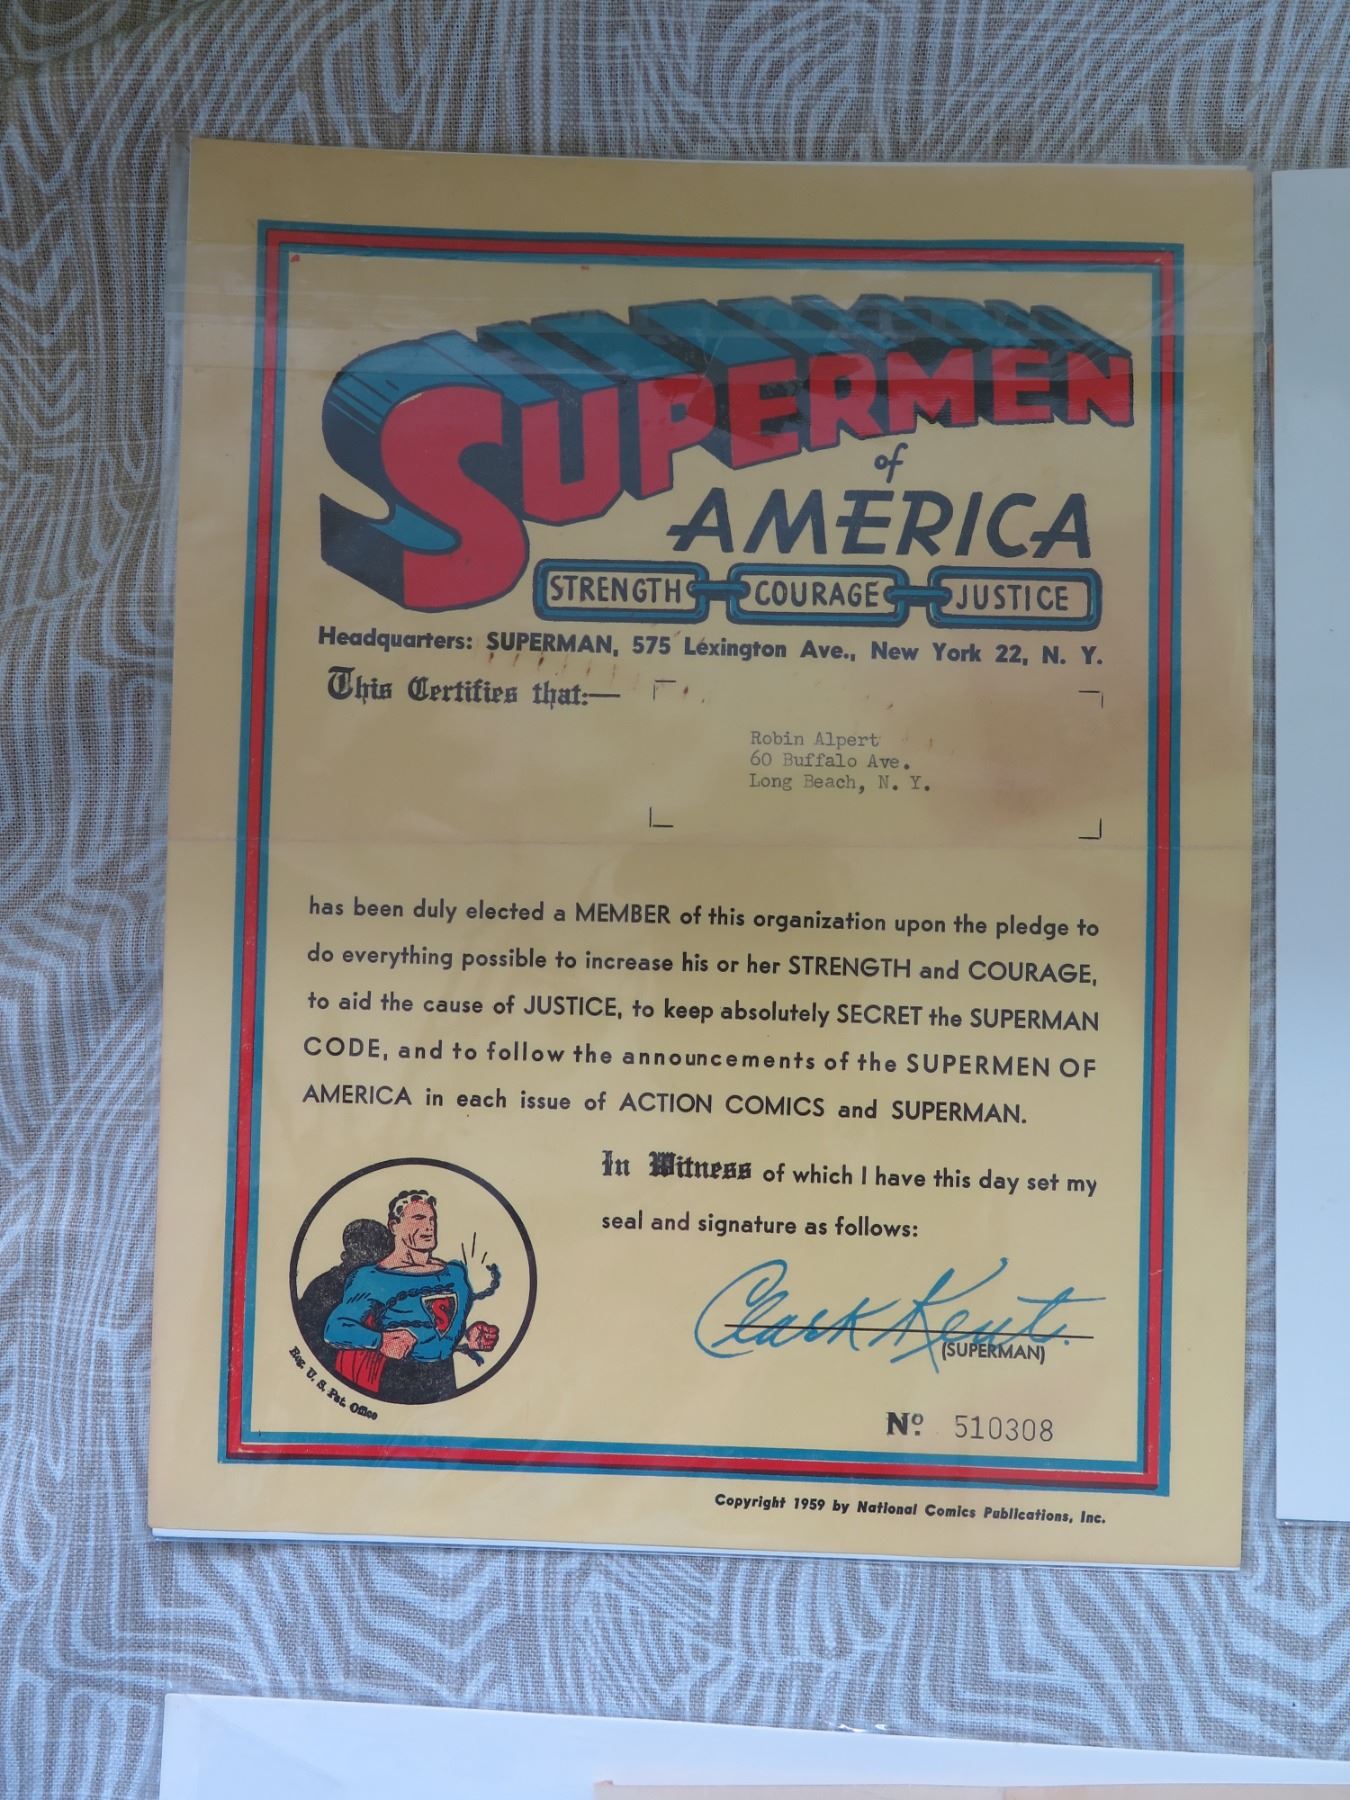 SUPERMEN
of
AMERICA
STRENGTH COURAGE JUSTICE
Headquarters: SUPERMAN, 575 Lexington Ave., New York 22, N. Y.
This Certifies that:—
Robin Alpert
60 Buffalo Ave.
Long Beach, N. Y.
has been duly elected a MEMBER of this organization upon the pledge to
do everything possible to increase his or her STRENGTH and COURAGE,
to aid the cause of JUSTICE, to keep absolutely SECRET the SUPERMAN
CODE, and to follow the announcements of the SUPERMEN OF
AMERICA in each issue of ACTION COMICS and SUPERMAN.
In Witness of which I have this day set my
seal and signature as follows:
Clark Kent.
(SUPERMAN)
S
Reg. U. S. Pat. Office
Nº. 510308
Copyright 1959 by National Comics Publications, Inc.